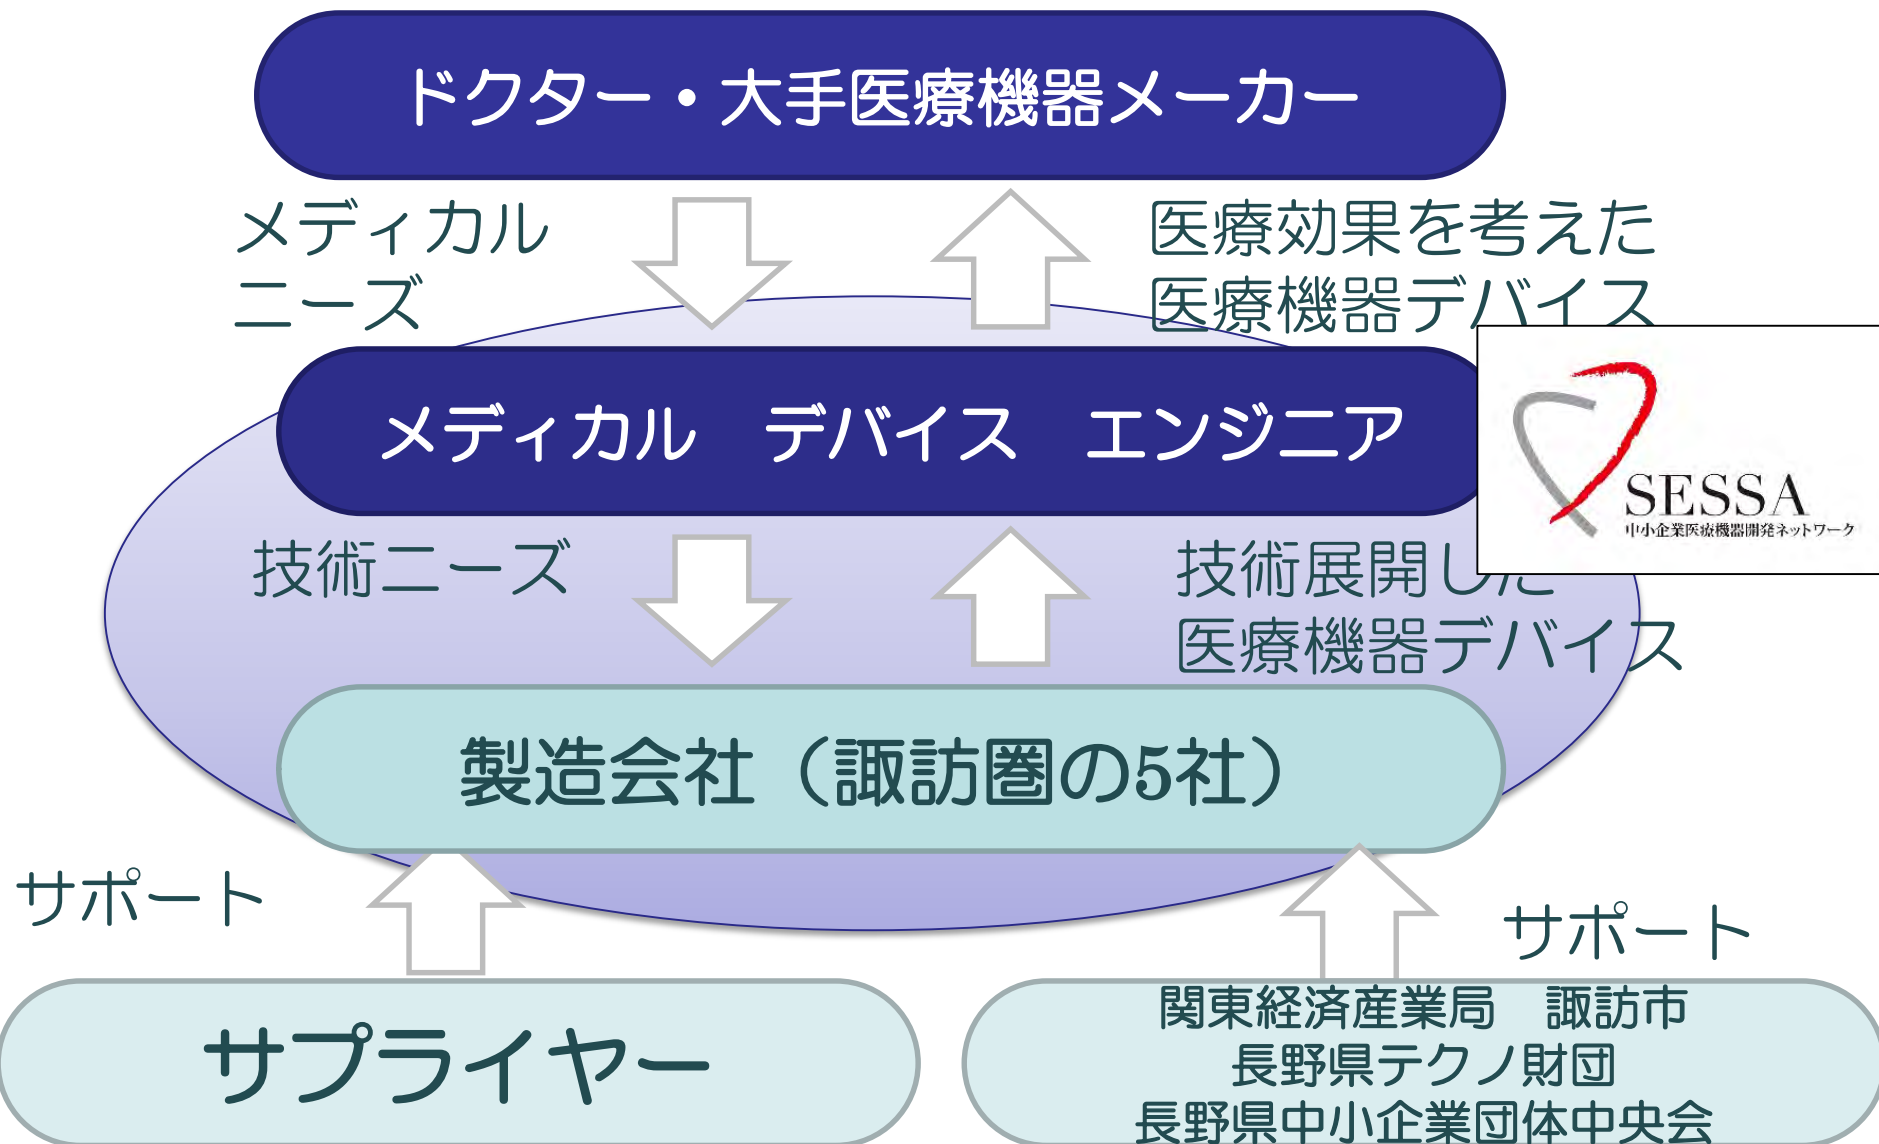 ドクター・大手医療機器メーカー
メディカル
ニーズ
医療効果を考えた
医療機器デバイス
メディカル　デバイス　エンジニア
SESSA
中小企業医療機器開発ネットワーク
技術ニーズ
技術展開した
医療機器デバイス
製造会社（諏訪圏の5社）
サポート
サポート
サプライヤー
関東経済産業局　諏訪市
長野県テクノ財団
長野県中小企業団体中央会